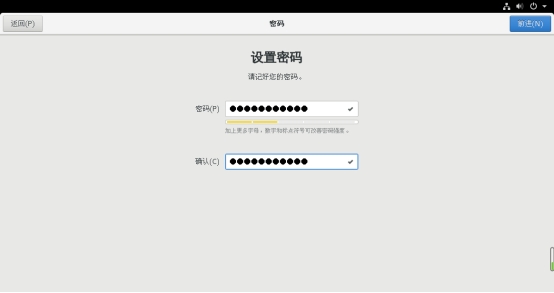 返回(P)
密码
前进(N)
设置密码
请记好您的密码。
密码(P)
加上更多字母，数字和标点符号可改善密码强度。
确认(C)